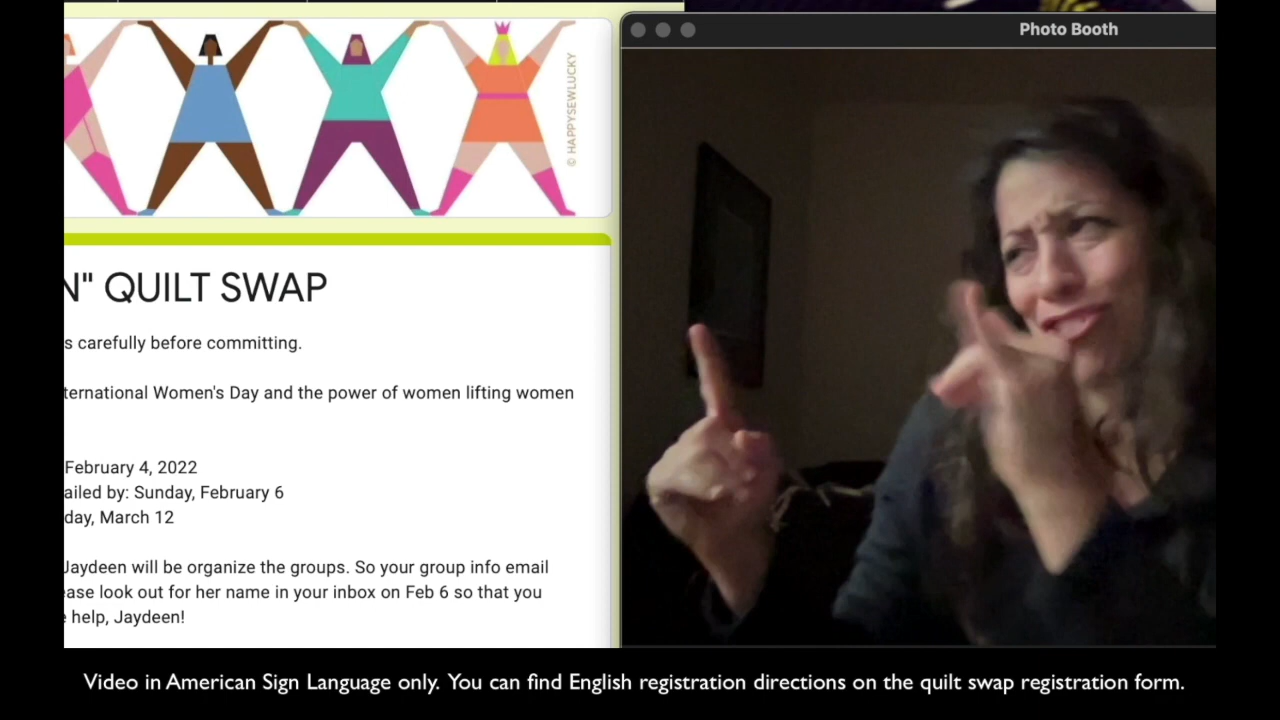 Photo Booth
© HAPPYSEWLUCKY
N" QUILT SWAP
s carefully before committing.
ternational Women's Day and the power of women lifting women
February 4, 2022
ailed by: Sunday, February 6
day, March 12
Jaydeen will be organize the groups. So your group info email
ease look out for her name in your inbox on Feb 6 so that you
e help, Jaydeen!
Video in American Sign Language only. You can find English registration directions on the quilt swap registration form.